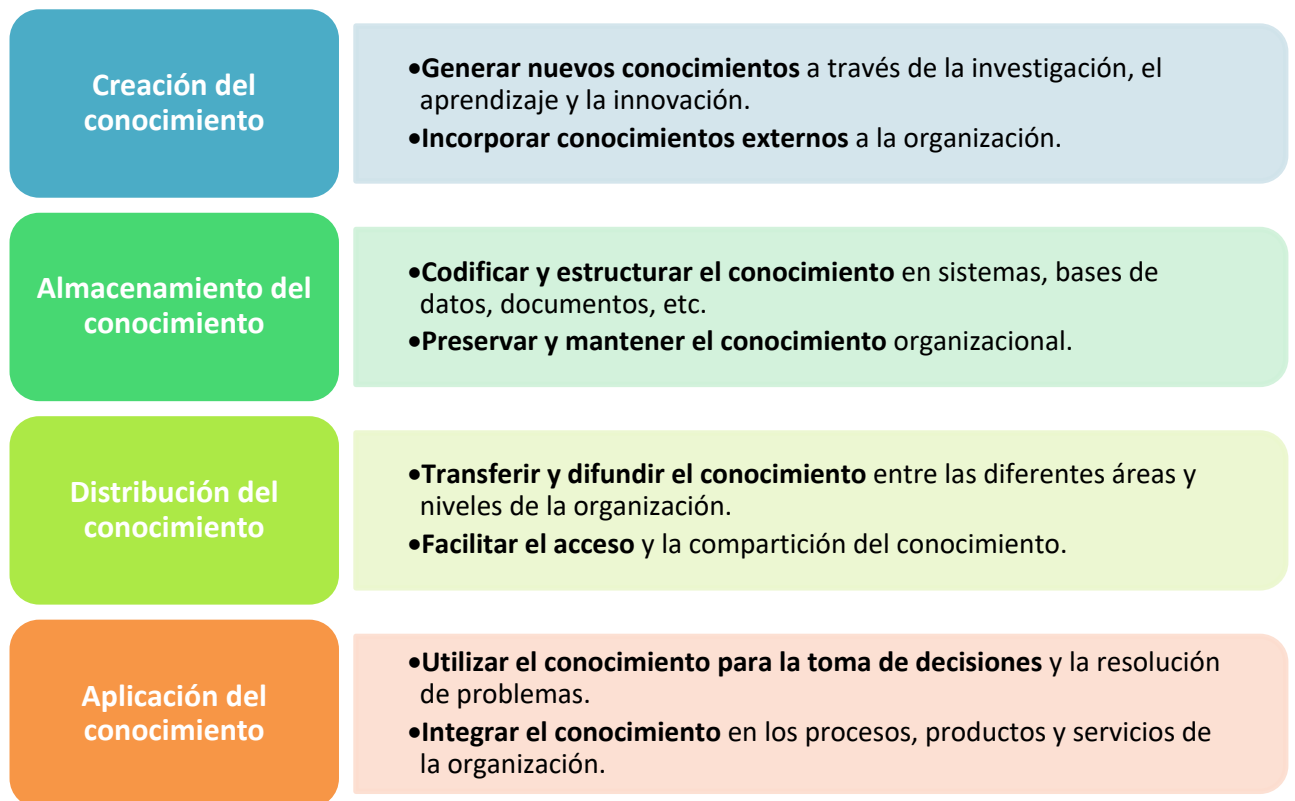 Creación del
conocimiento
•Generar nuevos conocimientos a través de la investigación, el
aprendizaje y la innovación.
•Incorporar conocimientos externos a la organización.
Almacenamiento del
conocimiento
•Codificar y estructurar el conocimiento en sistemas, bases de
datos, documentos, etc.
•Preservar y mantener el conocimiento organizacional.
Distribución del
conocimiento
•Transferir y difundir el conocimiento entre las diferentes áreas y
niveles de la organización.
•Facilitar el acceso y la compartición del conocimiento.
Aplicación del
conocimiento
•Utilizar el conocimiento para la toma de decisiones y la resolución
de problemas.
•Integrar el conocimiento en los procesos, productos y servicios de
la organización.